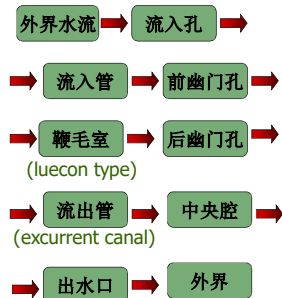 外界水流 流入孔
流入管 前幽门孔
鞭毛室 后幽门孔
(luecon type)
流出管 中央腔
(excurrent canal)
出水口 外界